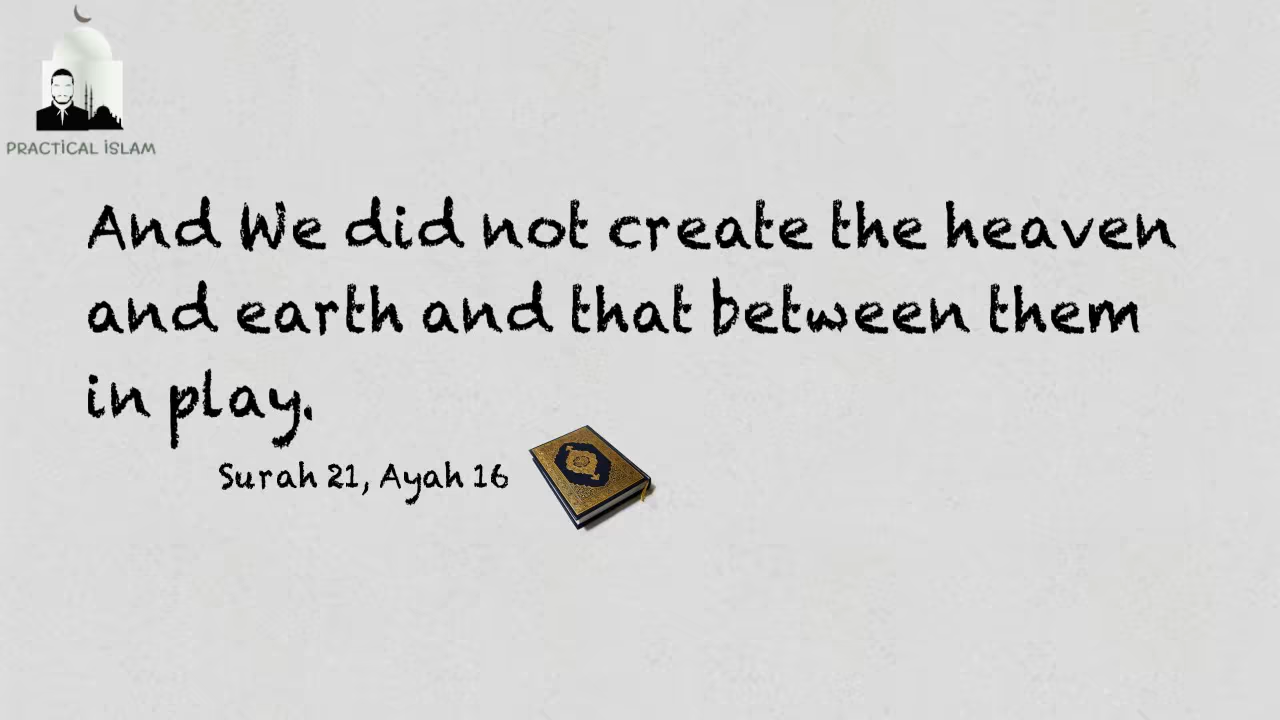 PRACTICAL ISLAM
And We did not create the heaven
and earth and that between them
in play.
Surah 21, Ayah 16